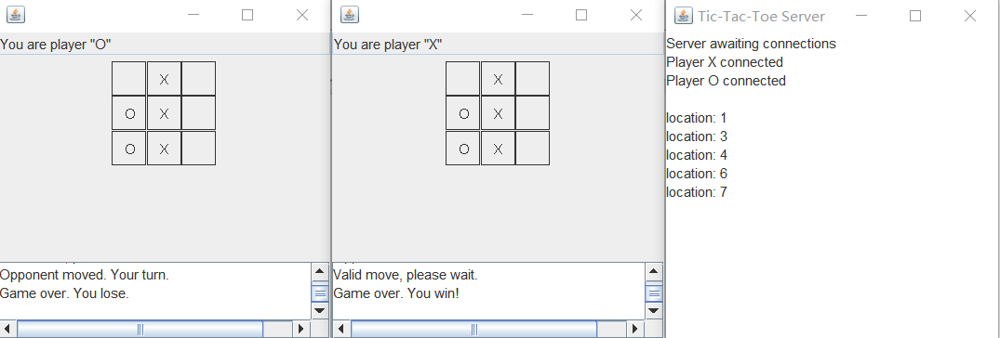 You are player "O"
X
O X
O X
Opponent moved. Your turn.
Game over. You lose.
You are player "X"
X
O X
O X
Valid move, please wait.
Game over. You win!
Tic-Tac-Toe Server
Server awaiting connections
Player X connected
Player O connected
location: 1
location: 3
location: 4
location: 6
location: 7